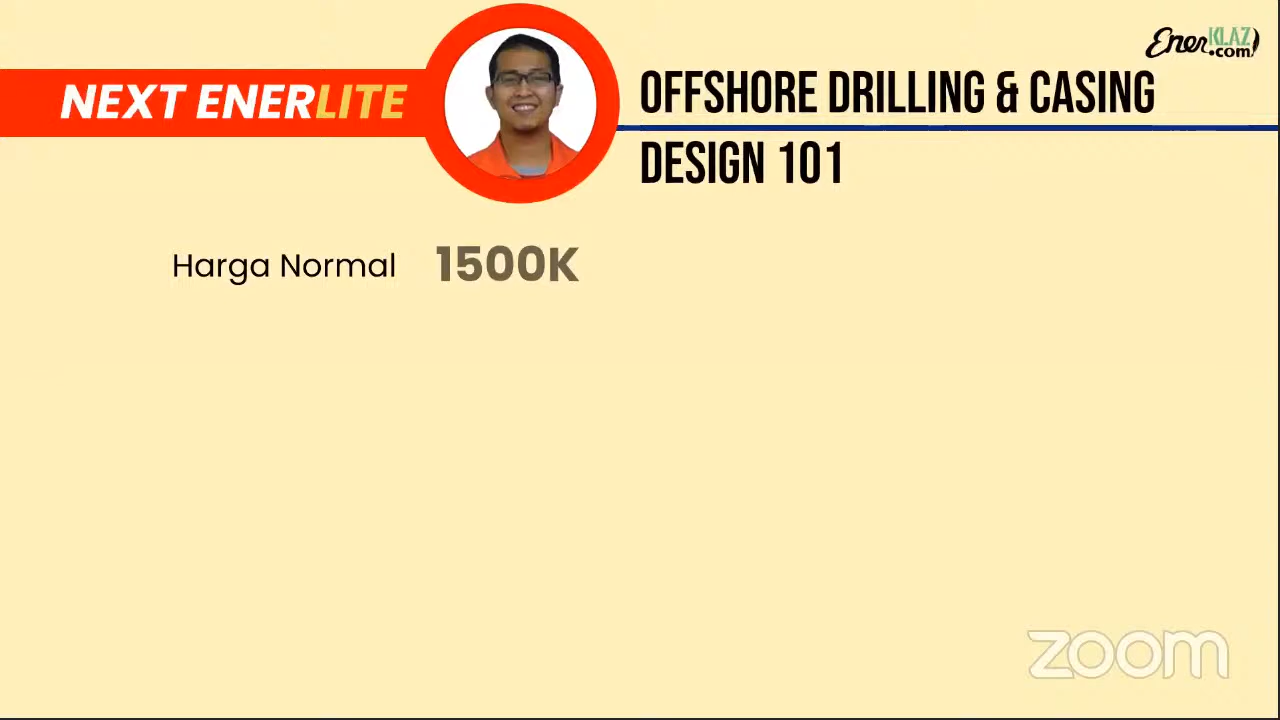 EnerKLAZ
.com
NEXT ENERLITE
OFFSHORE DRILLING & CASING
DESIGN 101
Harga Normal 1500K
zoom